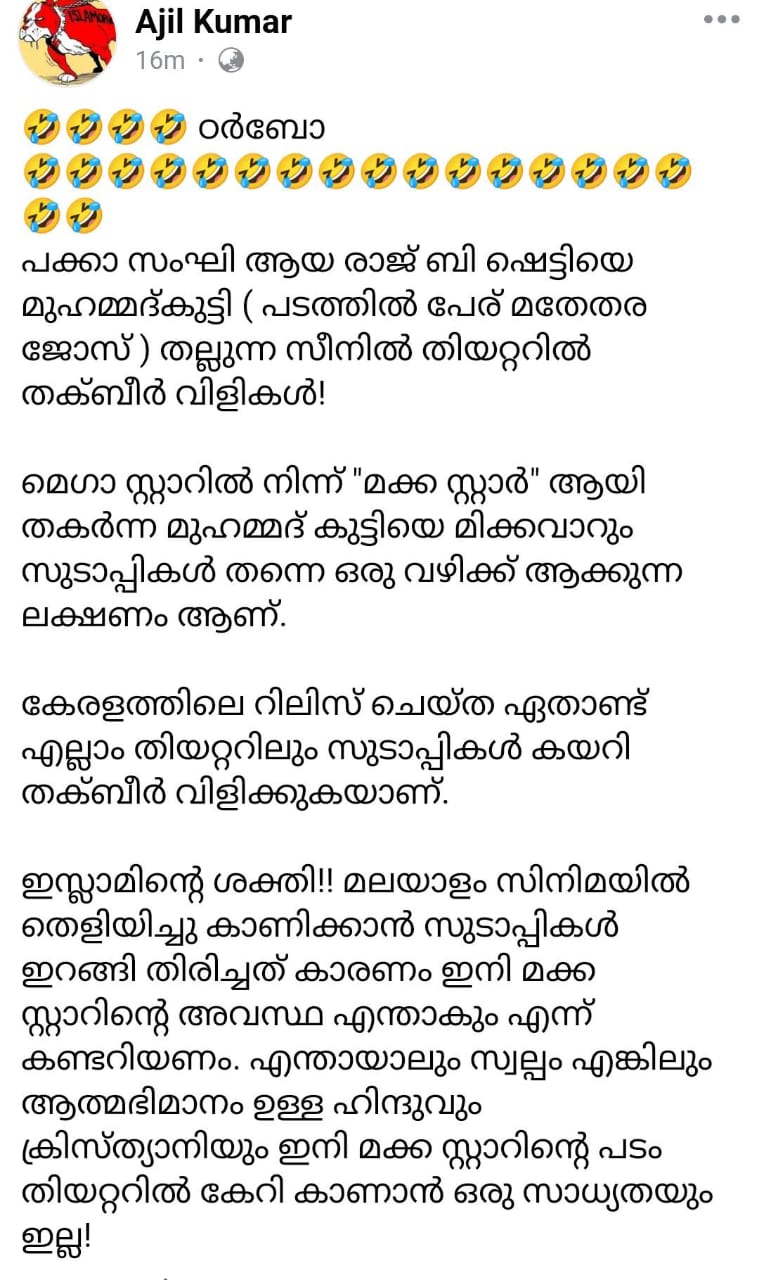 ISLAMOPH
Ajil Kumar
16m ·
🤣🤣🤣🤣 ഠർബോ
🤣🤣🤣🤣🤣🤣🤣🤣🤣🤣🤣🤣🤣🤣🤣🤣
🤣🤣
പക്കാ സംഘി ആയ രാജ് ബി ഷെട്ടിയെ
മുഹമ്മദ്കുട്ടി ( പടത്തിൽ പേര് മതേതര
ജോസ് ) തല്ലുന്ന സീനിൽ തിയറ്ററിൽ
തക്ബീർ വിളികൾ!
മെഗാ സ്റ്റാറിൽ നിന്ന് "മക്ക സ്റ്റാർ" ആയി
തകർന്ന മുഹമ്മദ് കുട്ടിയെ മിക്കവാറും
സുടാപ്പികൾ തന്നെ ഒരു വഴിക്ക് ആക്കുന്ന
ലക്ഷണം ആണ്.
കേരളത്തിലെ റിലിസ് ചെയ്ത ഏതാണ്ട്
എല്ലാം തിയറ്ററിലും സുടാപ്പികൾ കയറി
തക്ബീർ വിളിക്കുകയാണ്.
ഇസ്ലാമിന്റെ ശക്തി!! മലയാളം സിനിമയിൽ
തെളിയിച്ചു കാണിക്കാൻ സുടാപ്പികൾ
ഇറങ്ങി തിരിച്ചത് കാരണം ഇനി മക്ക
സ്റ്റാറിന്റെ അവസ്ഥ എന്താകും എന്ന്
കണ്ടറിയണം. എന്തായാലും സ്വല്പം എങ്കിലും
ആത്മഭിമാനം ഉള്ള ഹിന്ദുവും
ക്രിസ്ത്യാനിയും ഇനി മക്ക സ്റ്റാറിന്റെ പടം
തിയറ്ററിൽ കേറി കാണാൻ ഒരു സാധ്യതയും
ഇല്ല!